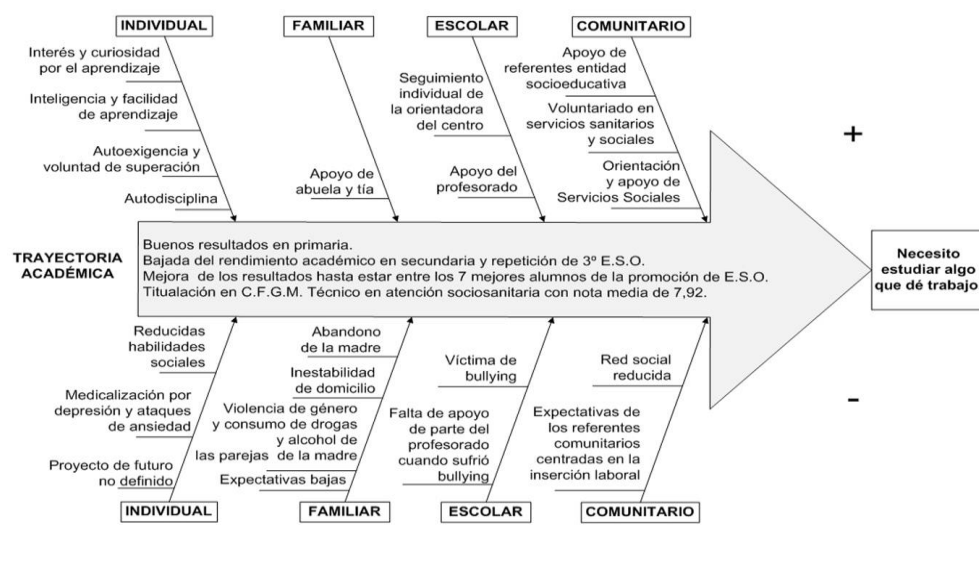 INDIVIDUAL
Interés y curiosidad
por el aprendizaje
Inteligencia y facilidad
de aprendizaje
Autoexigencia y
voluntad de superación
Autodisciplina
FAMILIAR
Apoyo de
abuela y tía
ESCOLAR
Seguimiento
individual de
la orientadora
del centro
Apoyo del
profesorado
COMUNITARIO
Apoyo de
referentes entidad
socioeducativa
Voluntariado en
servicios sanitarios
y sociales
Orientación
y apoyo de
Servicios Sociales
+
TRAYECTORIA
ACADÉMICA
Buenos resultados en primaria.
Bajada del rendimiento académico en secundaria y repetición de 3º E.S.O.
Mejora de los resultados hasta estar entre los 7 mejores alumnos de la promoción de E.S.O.
Titualación en C.F.G.M. Técnico en atención sociosanitaria con nota media de 7,92.
Necesito
estudiar algo
que dé trabajo
Reducidas
habilidades
sociales
Medicalización por
depresión y ataques
de ansiedad
Proyecto de futuro
no definido
INDIVIDUAL
Abandono
de la madre
Inestabilidad
de domicilio
Violencia de género
y consumo de drogas
y alcohol de
las parejas de la madre
Expectativas bajas
FAMILIAR
Víctima de
bullying
Falta de apoyo
de parte del
profesorado
cuando sufrió
bullying
ESCOLAR
Red social
reducida
Expectativas de
los referentes
comunitarios
centradas en la
inserción laboral
COMUNITARIO
-